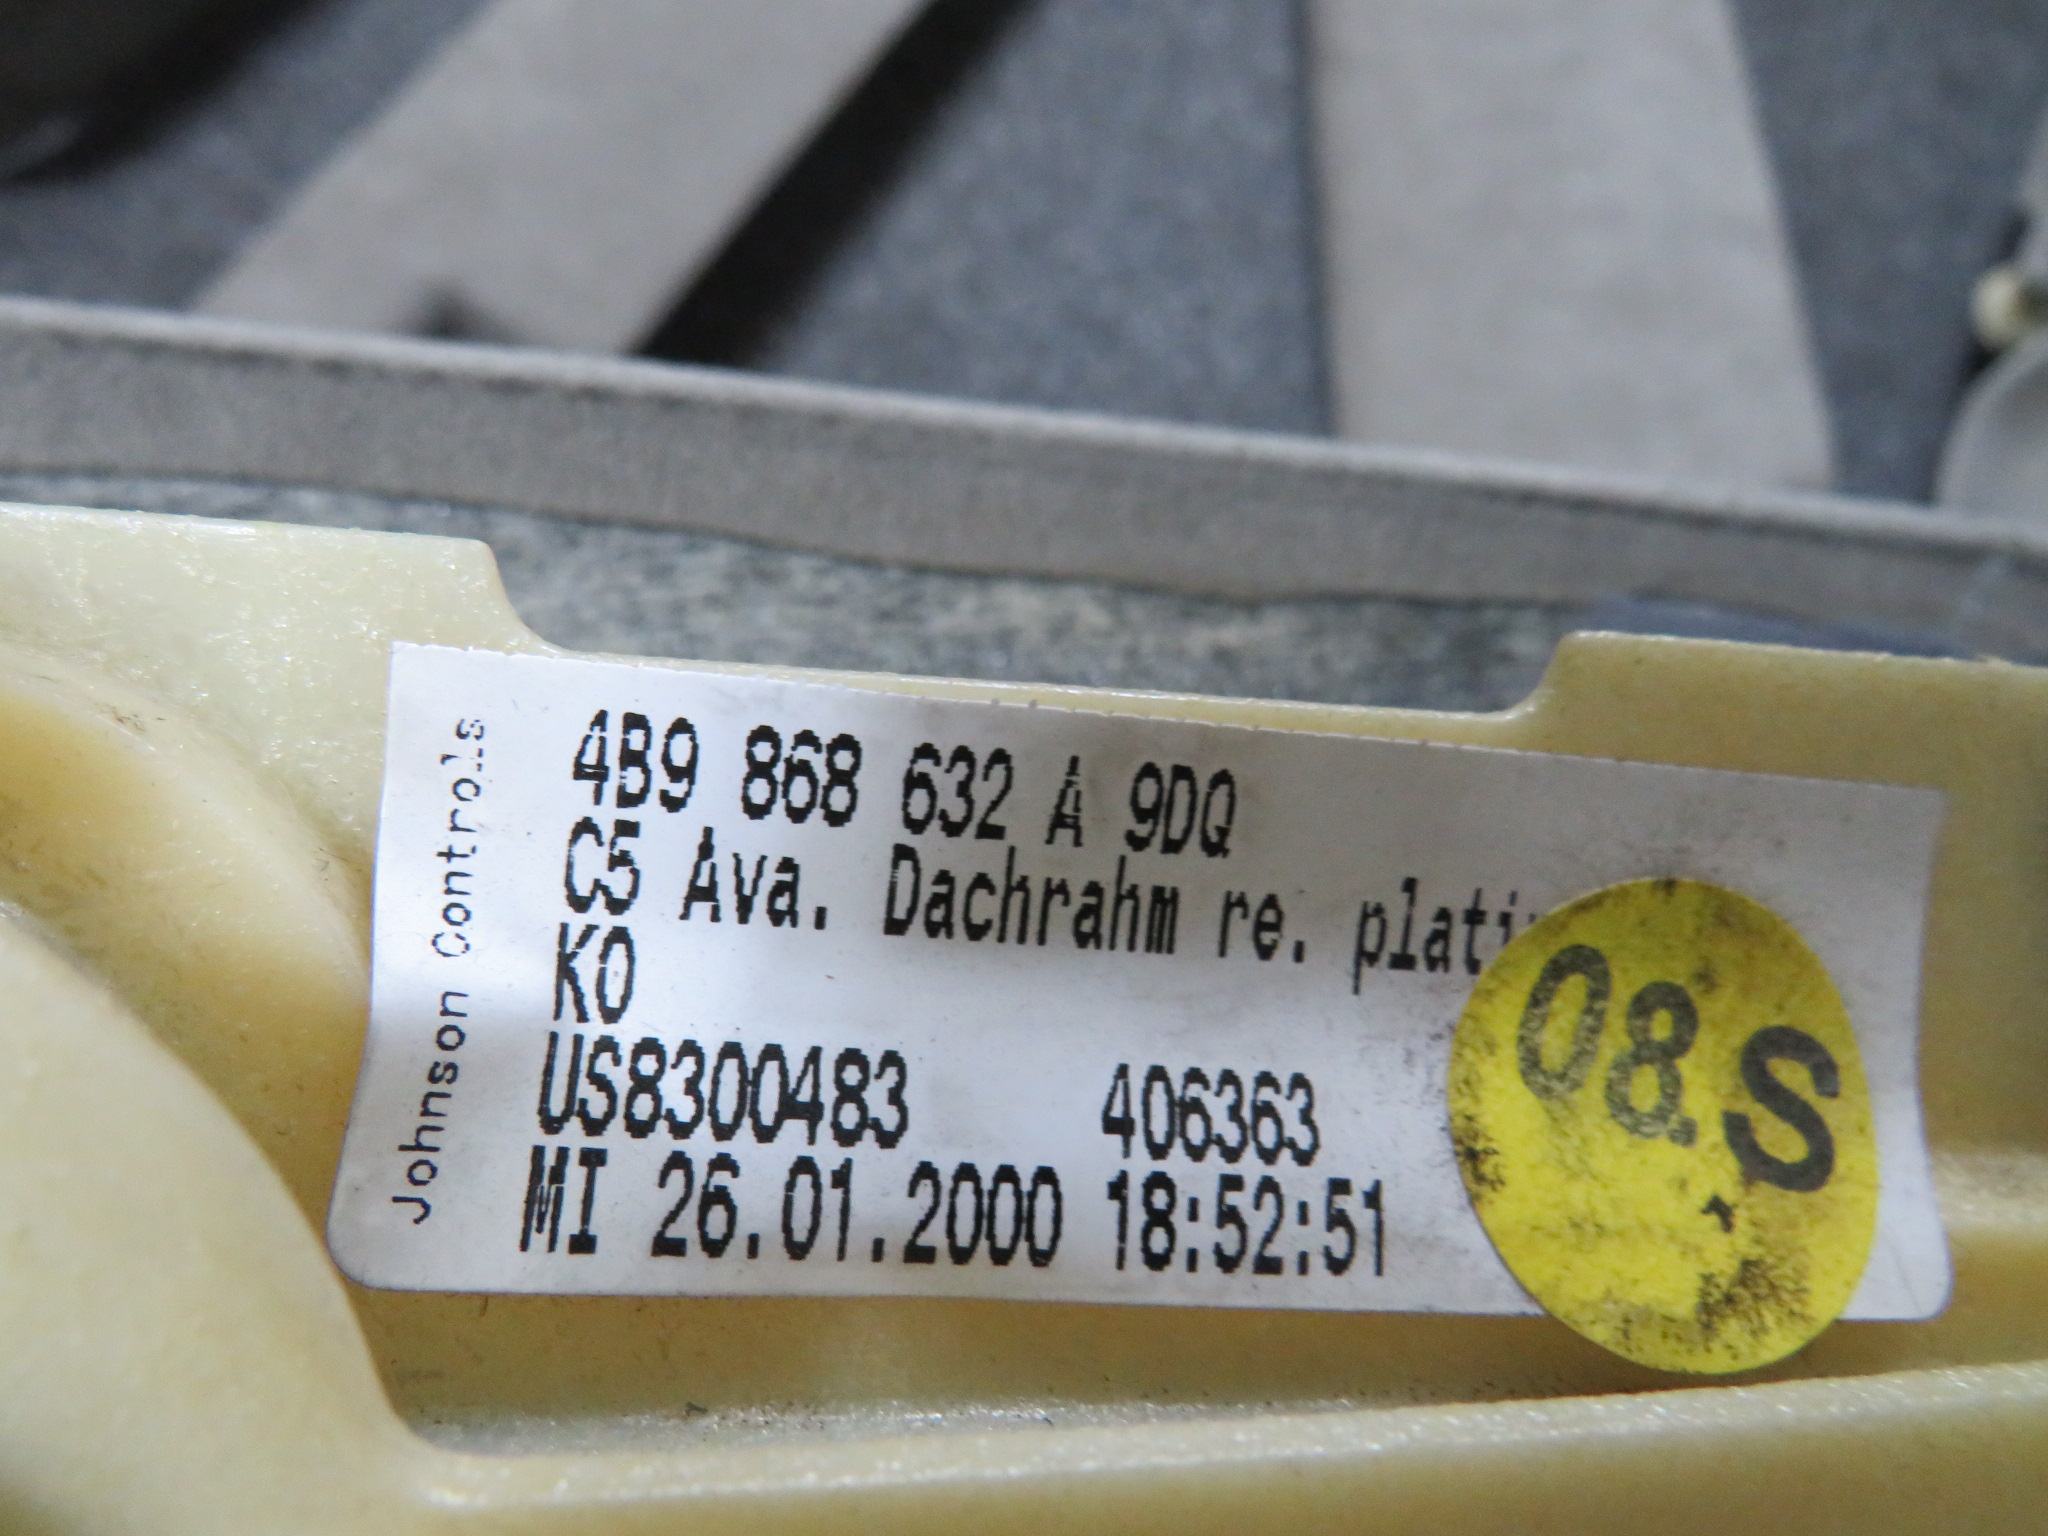 Johnson Controls
4B9 868 632 A 9DQ
C5 Ava. Dachrahm re.
KO
US8300483 406363
MI 26.01.2000 18:52:51
08.S